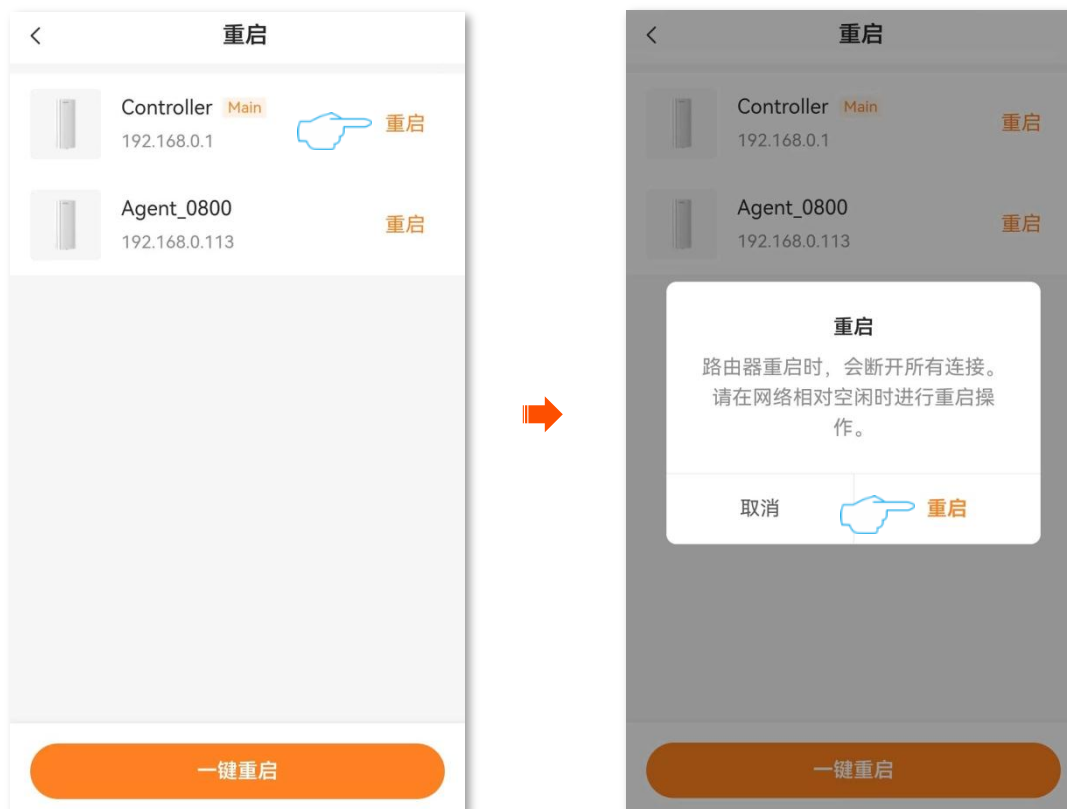 重启
Controller Main
192.168.0.1
重启
Agent_0800
192.168.0.113
重启
一键重启
重启
Controller Main
192.168.0.1
重启
Agent_0800
192.168.0.113
重启
重启
路由器重启时，会断开所有连接。
请在网络相对空闲时进行重启操
作。
取消
重启
一键重启